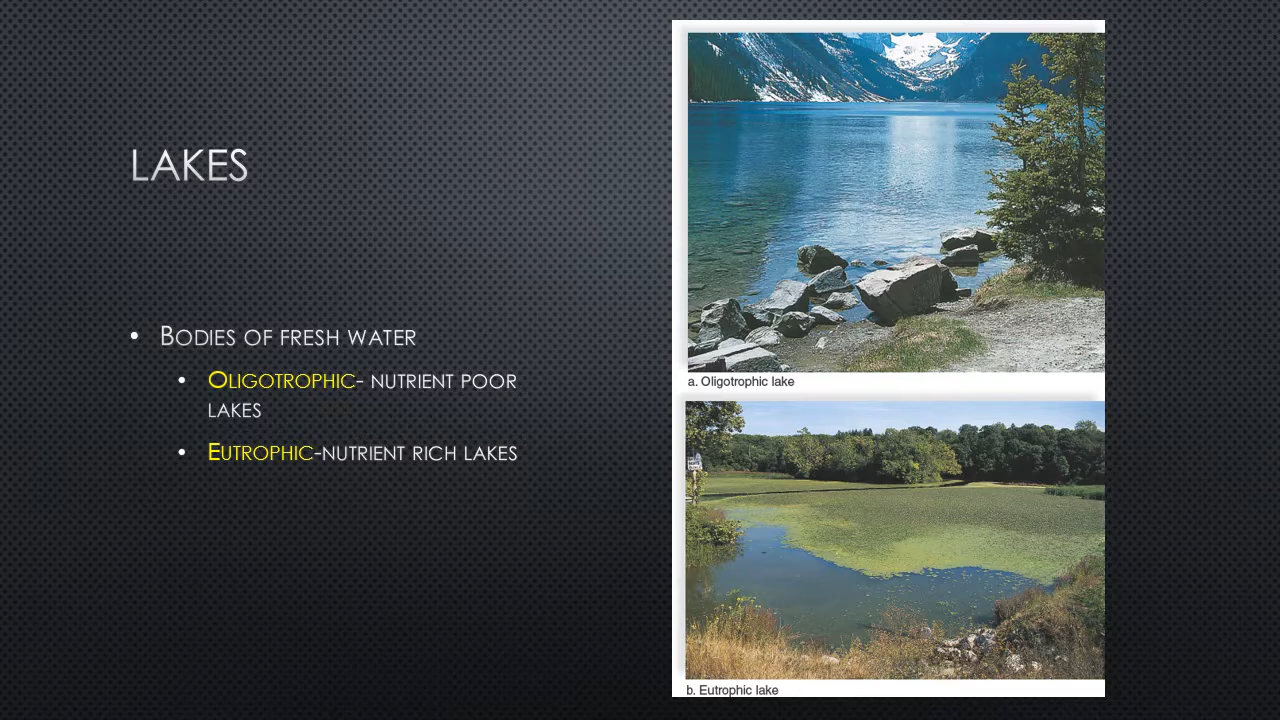 LAKES
• BODIES OF FRESH WATER
• OLIGOTROPHIC- NUTRIENT POOR
LAKES
• EUTROPHIC-NUTRIENT RICH LAKES
a. Oligotrophic lake
b. Eutrophic lake